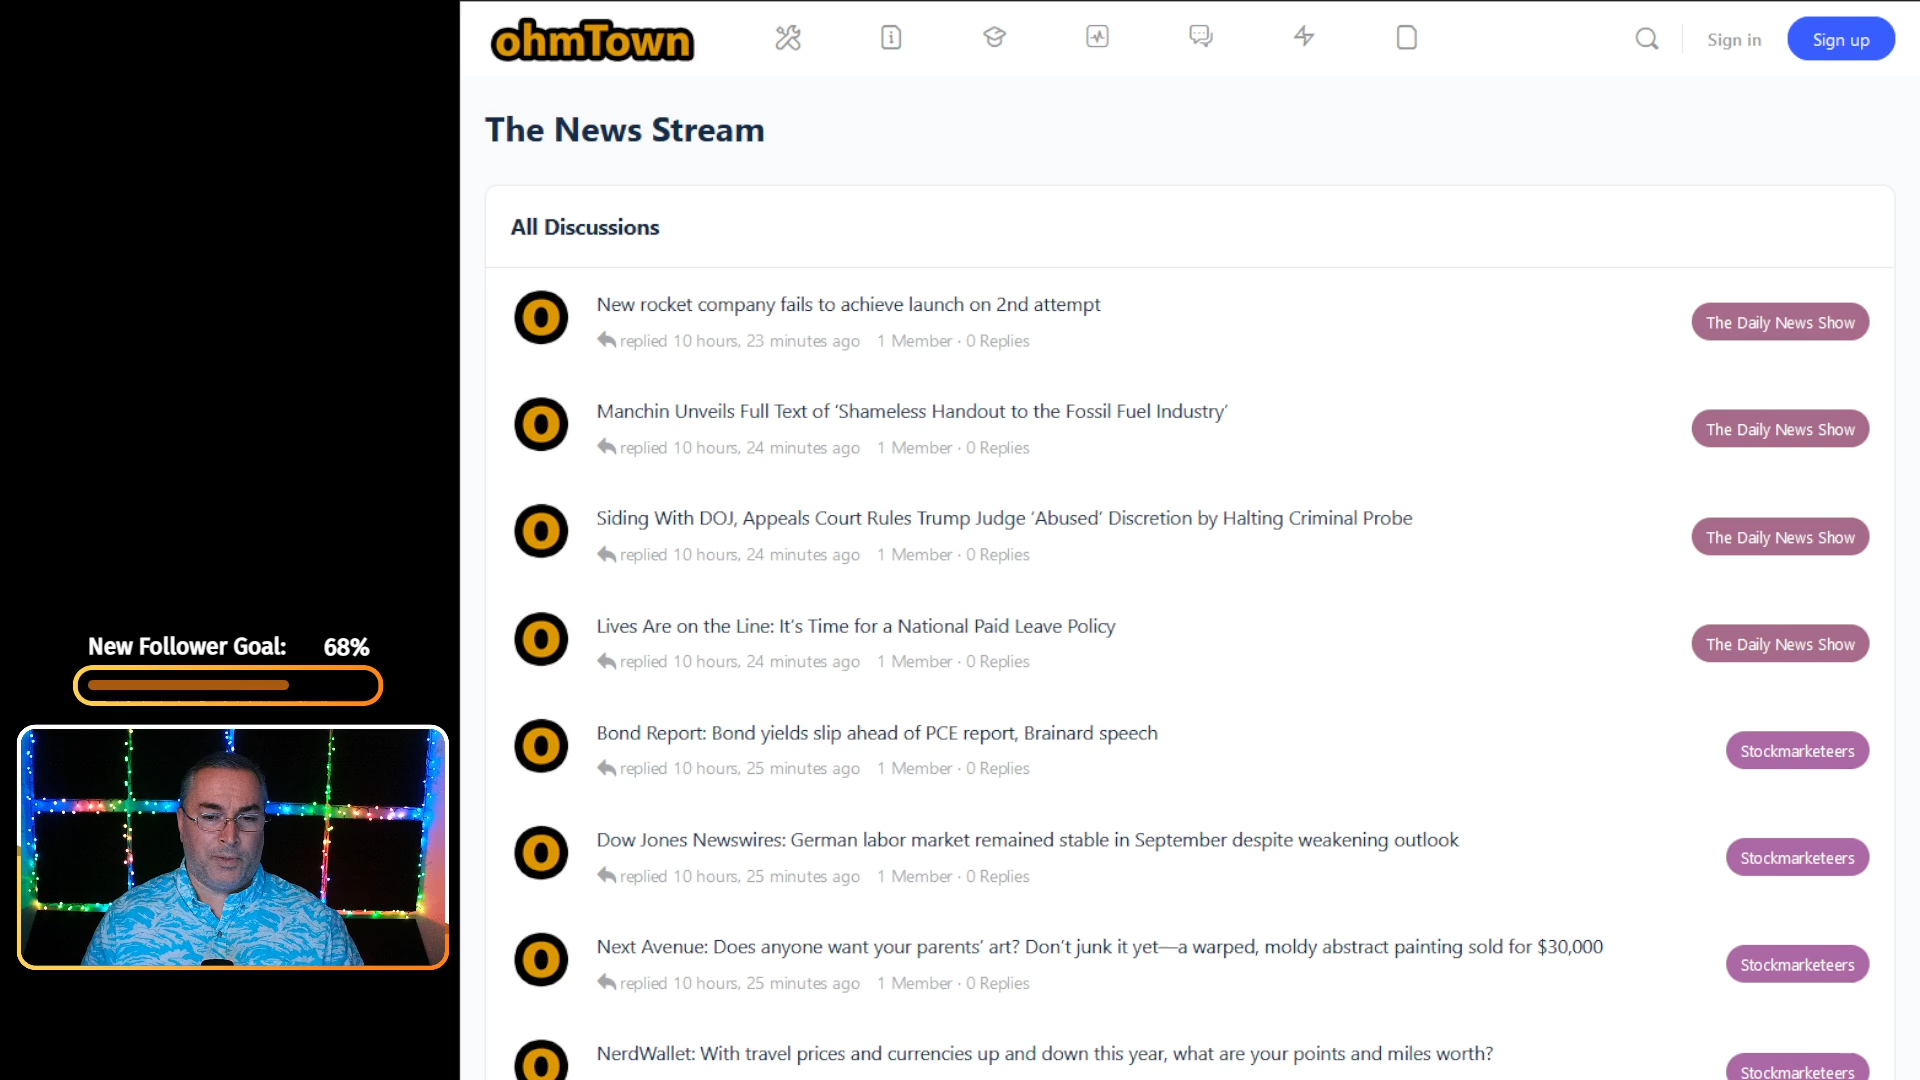 ohmTown
Sign in
Sign up
The News Stream
All Discussions
New rocket company fails to achieve launch on 2nd attempt
replied 10 hours, 23 minutes ago 1 Member · 0 Replies
The Daily News Show
Manchin Unveils Full Text of ‘Shameless Handout to the Fossil Fuel Industry’
replied 10 hours, 24 minutes ago 1 Member · 0 Replies
The Daily News Show
Siding With DOJ, Appeals Court Rules Trump Judge ‘Abused’ Discretion by Halting Criminal Probe
replied 10 hours, 24 minutes ago 1 Member · 0 Replies
The Daily News Show
Lives Are on the Line: It’s Time for a National Paid Leave Policy
replied 10 hours, 24 minutes ago 1 Member · 0 Replies
The Daily News Show
Bond Report: Bond yields slip ahead of PCE report, Brainard speech
replied 10 hours, 25 minutes ago 1 Member · 0 Replies
Stockmarketeers
Dow Jones Newswires: German labor market remained stable in September despite weakening outlook
replied 10 hours, 25 minutes ago 1 Member · 0 Replies
Stockmarketeers
Next Avenue: Does anyone want your parents’ art? Don’t junk it yet—a warped, moldy abstract painting sold for $30,000
replied 10 hours, 25 minutes ago 1 Member · 0 Replies
Stockmarketeers
NerdWallet: With travel prices and currencies up and down this year, what are your points and miles worth?
Stockmarketeers
New Follower Goal: 68%